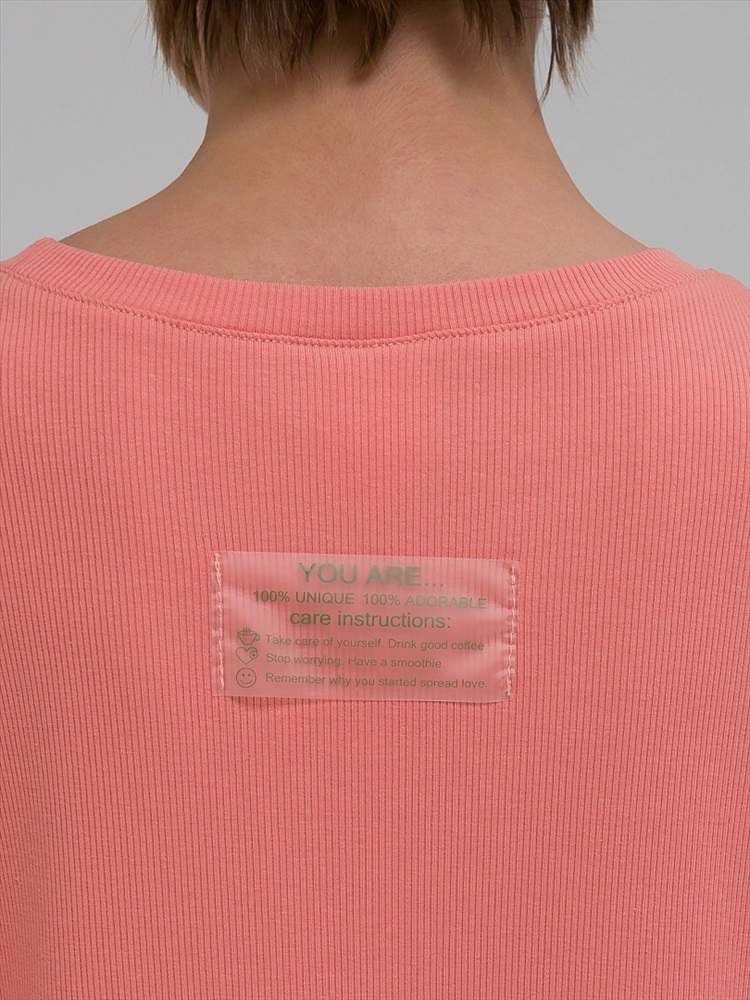 YOU ARE...
100% UNIQUE 100% ADORABLE
care instructions:
Take care of yourself. Drink good coffee
Stop worrying. Have a smoothie.
Remember why you started spread love